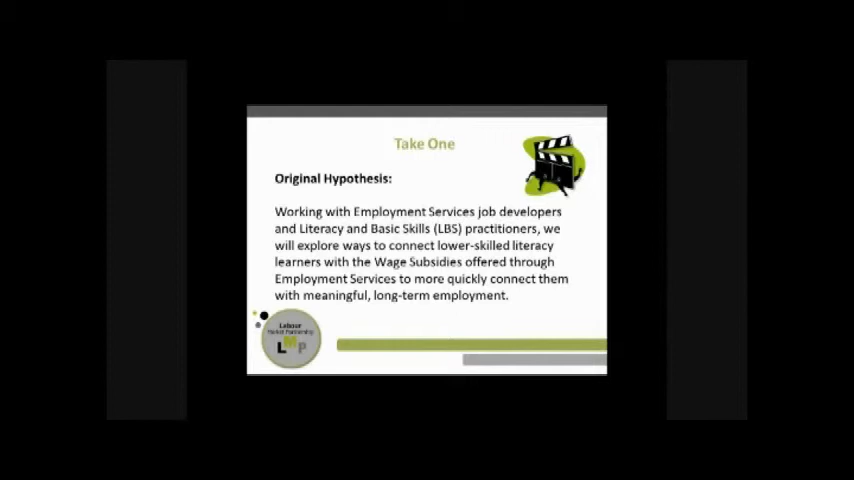 Take One
Original Hypothesis:
Working with Employment Services job developers
and Literacy and Basic Skills (LBS) practitioners, we
will explore ways to connect lower-skilled literacy
learners with the Wage Subsidies offered through
Employment Services to more quickly connect them
with meaningful, long-term employment.
Labour
Market Partnership
LMP